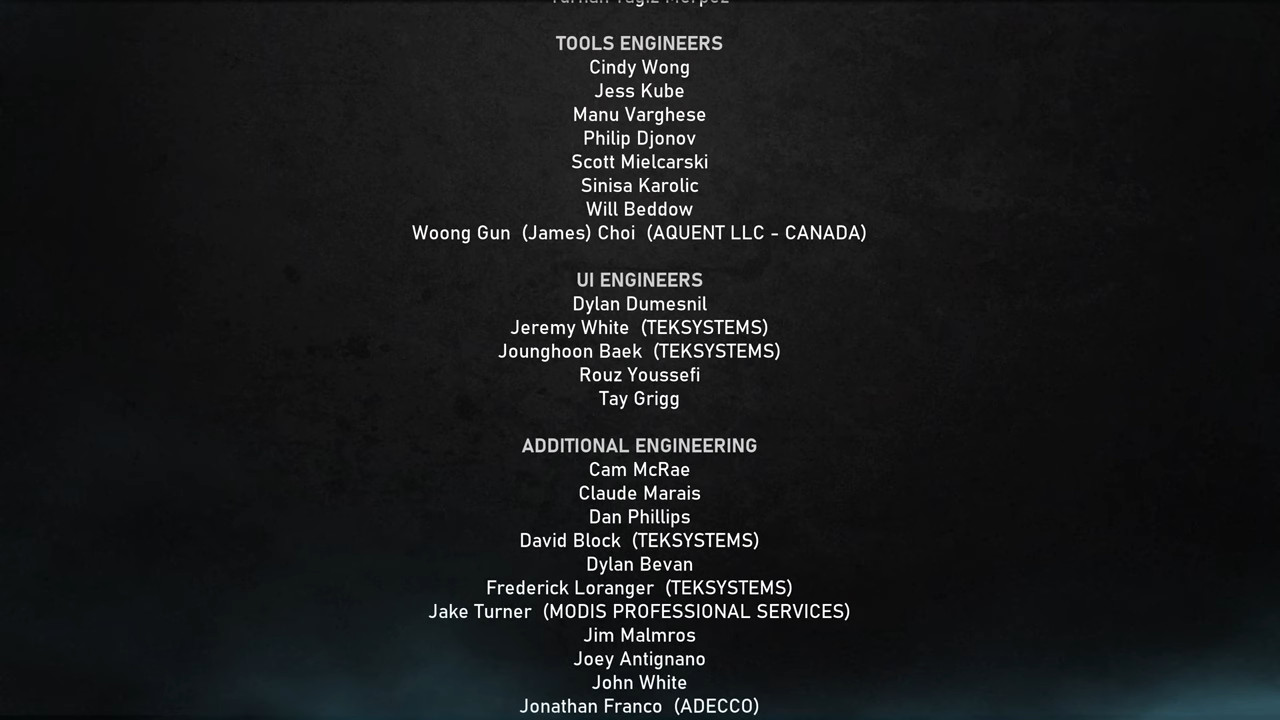 TOOLS ENGINEERS
Cindy Wong
Jess Kube
Manu Varghese
Philip Djonov
Scott Mielcarski
Sinisa Karolic
Will Beddow
Woong Gun (James) Choi (AQUENT LLC - CANADA)
UI ENGINEERS
Dylan Dumesnil
Jeremy White (TEKSYSTEMS)
Jounghoon Baek (TEKSYSTEMS)
Rouz Youssefi
Tay Grigg
ADDITIONAL ENGINEERING
Cam McRae
Claude Marais
Dan Phillips
David Block (TEKSYSTEMS)
Dylan Bevan
Frederick Loranger (TEKSYSTEMS)
Jake Turner (MODIS PROFESSIONAL SERVICES)
Jim Malmros
Joey Antignano
John White
Jonathan Franco (ADECCO)